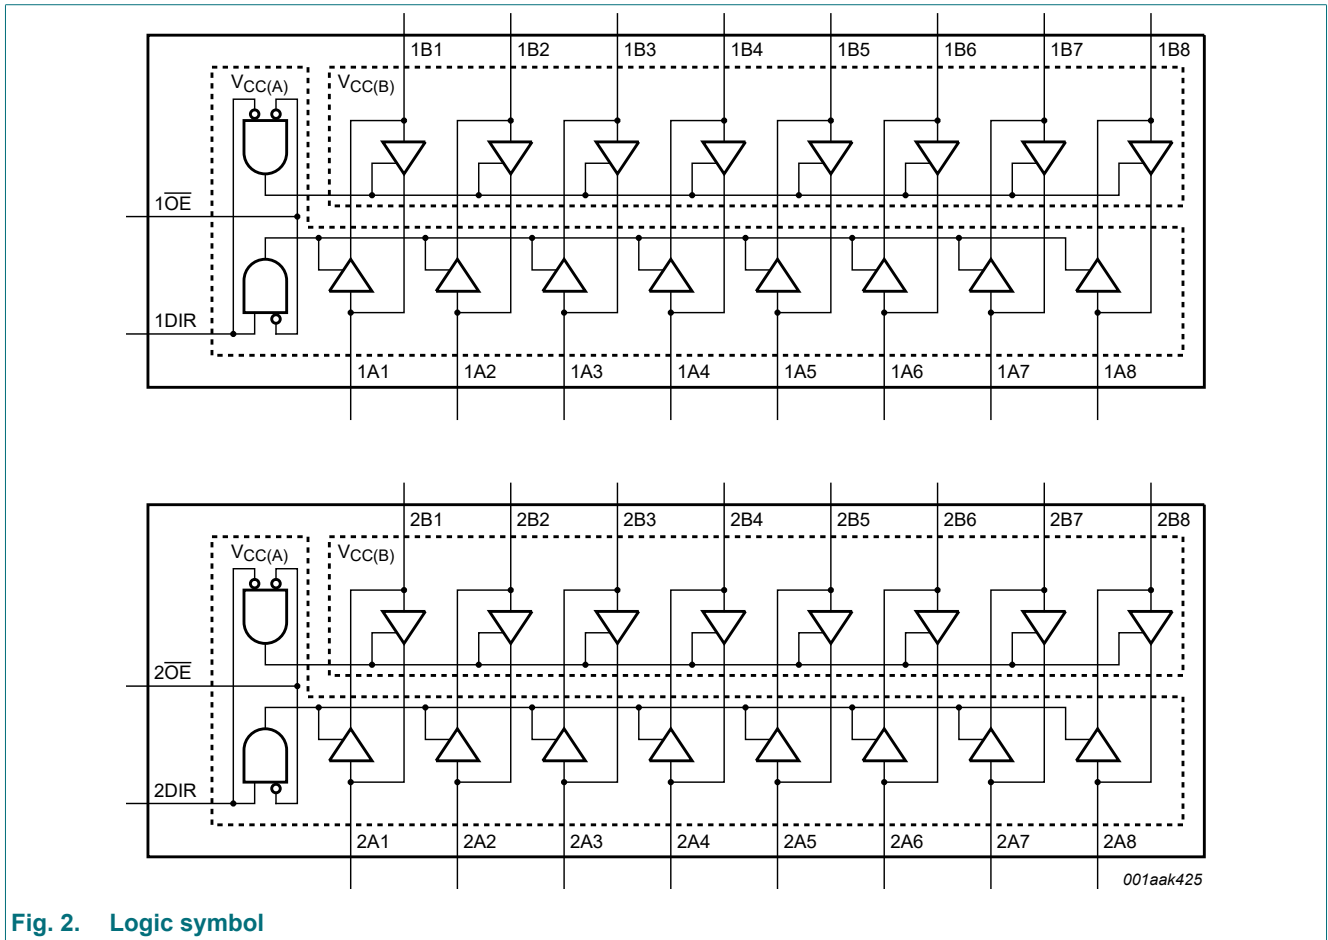 1B1 1B2 1B3 1B4 1B5 1B6 1B7 1B8
VCC(A) VCC(B)
1O̅E̅
1DIR
1A1 1A2 1A3 1A4 1A5 1A6 1A7 1A8
2B1 2B2 2B3 2B4 2B5 2B6 2B7 2B8
VCC(A) VCC(B)
2O̅E̅
2DIR
2A1 2A2 2A3 2A4 2A5 2A6 2A7 2A8
001aak425
Fig. 2. Logic symbol